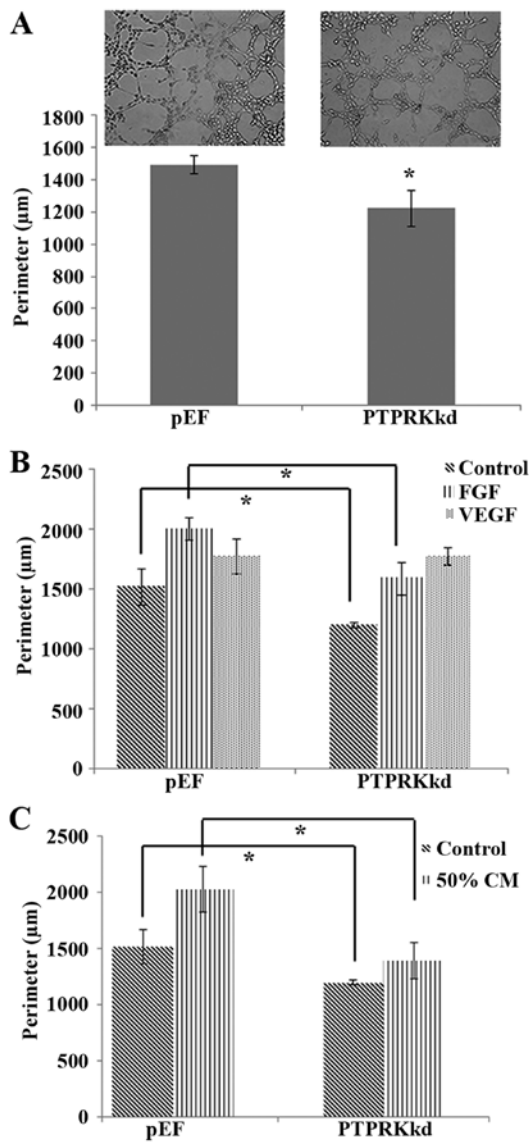 A
Perimeter (µm)
1800
1600
1400
1200
1000
800
600
400
200
0
*
pEF
PTPRKkd
B
Perimeter (µm)
2500
2000
1500
1000
500
0
*
*
Control
FGF
VEGF
pEF
PTPRKkd
C
Perimeter (µm)
2500
2000
1500
1000
500
0
*
*
Control
50% CM
pEF
PTPRKkd